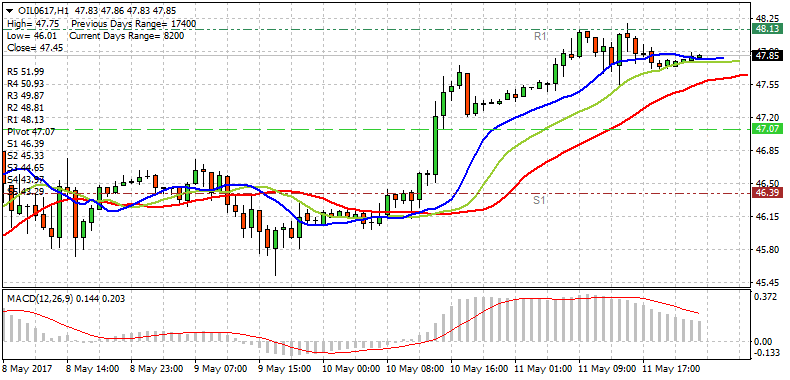 OIL0617,H1 47.83 47.86 47.83 47.85
High= 47.75 Previous Days Range= 17400
Low= 46.01 Current Days Range= 8200
Close= 47.45
R5 51.99
R4 50.93
R3 49.87
R2 48.81
R1 48.13
Pivot 47.07
S1 46.39
S2 45.33
S3 44.65
R1
S1
48.25
48.13
47.85
47.55
47.20
47.07
46.85
46.50
46.39
46.15
45.80
45.45
MACD(12,26,9) 0.144 0.203
0.372
0.00
-0.133
8 May 2017 8 May 14:00 8 May 23:00 9 May 07:00 9 May 15:00 10 May 00:00 10 May 08:00 10 May 16:00 11 May 01:00 11 May 09:00 11 May 17:00